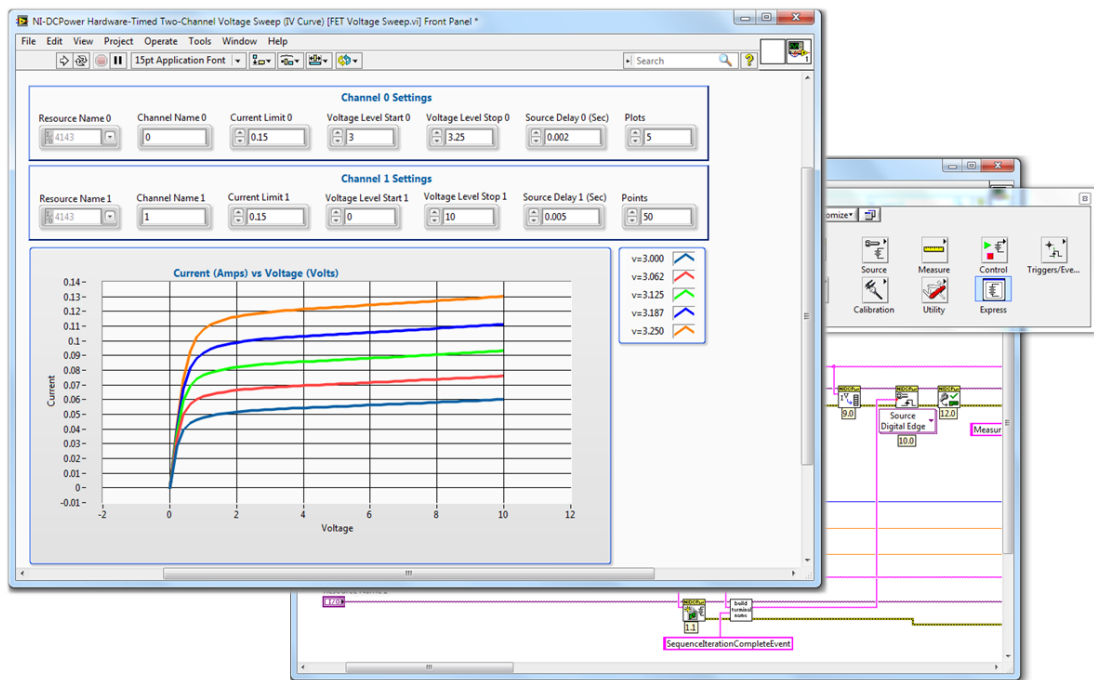 NI-DCPower Hardware-Timed Two-Channel Voltage Sweep (IV Curve) [FET Voltage Sweep.vi] Front Panel *
File Edit View Project Operate Tools Window Help
15pt Application Font
Search
Channel 0 Settings
Resource Name 0 Channel Name 0 Current Limit 0 Voltage Level Start 0 Voltage Level Stop 0 Source Delay 0 (Sec) Plots
4143 0 0.15 3 3.25 0.002 5
Channel 1 Settings
Resource Name 1 Channel Name 1 Current Limit 1 Voltage Level Start 1 Voltage Level Stop 1 Source Delay 1 (Sec) Points
4143 1 0.15 0 10 0.005 50
Current (Amps) vs Voltage (Volts)
0.14
0.13
0.12
0.11
0.1
0.09
0.08
0.07
0.06
0.05
0.04
0.03
0.02
0.01
0
-0.01
Current
-2 0 2 4 6 8 10 12
Voltage
v=3.000
v=3.062
v=3.125
v=3.187
v=3.250
omize
Source Measure Control Triggers/Eve...
Calibration Utility Express
9.0
Source
Digital Edge
10.0
12.0
Measur
1.1
build
terminal
SequenceIterationCompleteEvent